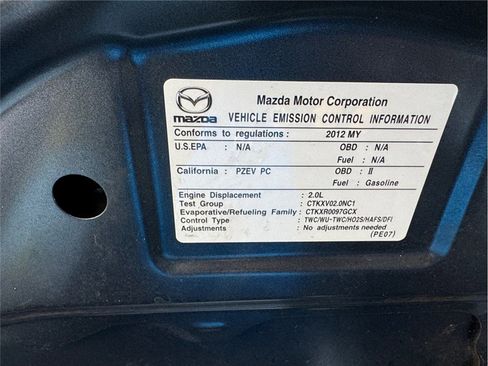 Mazda Motor Corporation
mazda VEHICLE EMISSION CONTROL INFORMATION
Conforms to regulations : 2012 MY
U.S.EPA : N/A OBD : N/A
Fuel : N/A
California : PZEV PC OBD : II
Fuel : Gasoline
Engine Displacement : 2.0L
Test Group : CTKXV02.0NC1
Evaporative/Refueling Family : CTKXR0097GCX
Control Type : TWC/WU-TWC/HO2S/HAFS/DFI
Adjustments : No adjustments needed
(PE07)